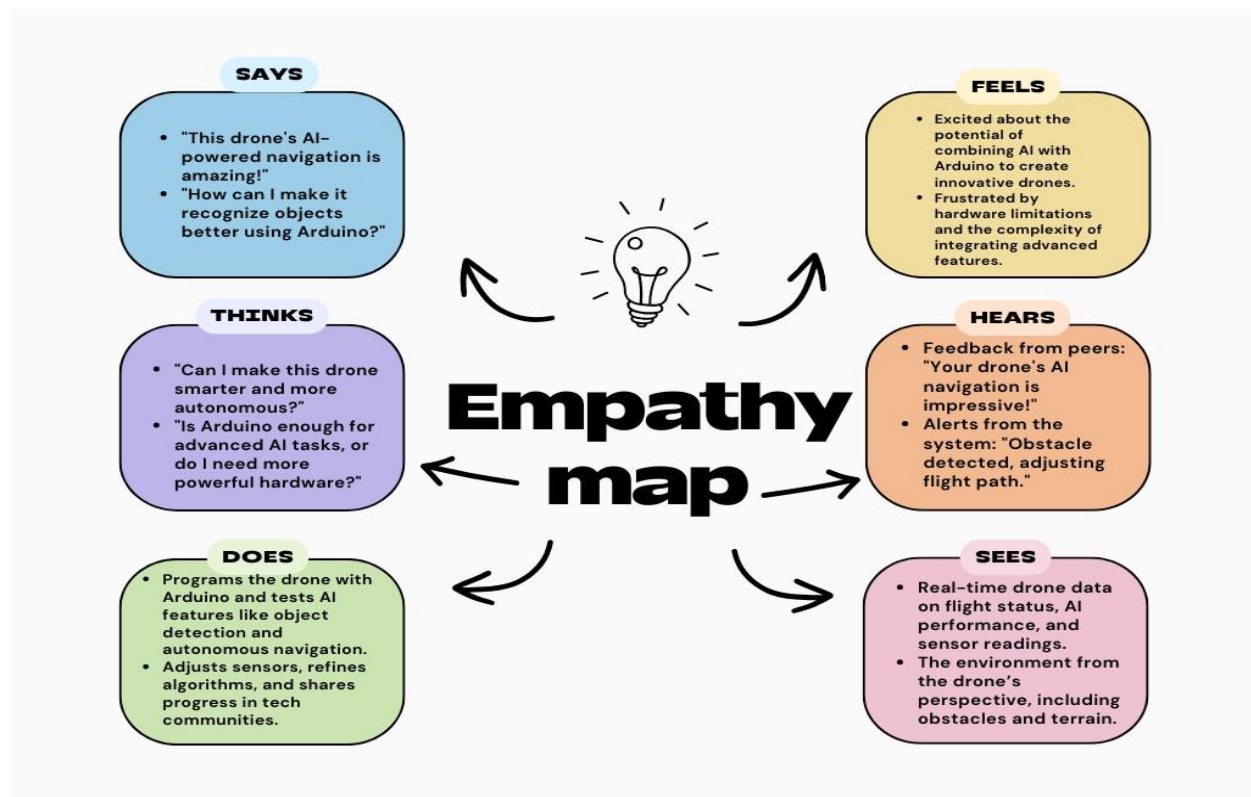 SAYS
• "This drone's AI-
powered navigation is
amazing!"
• "How can I make it
recognize objects
better using Arduino?"
THINKS
• "Can I make this drone
smarter and more
autonomous?"
• "Is Arduino enough for
advanced AI tasks, or
do I need more
powerful hardware?"
DOES
• Programs the drone with
Arduino and tests AI
features like object
detection and
autonomous navigation.
• Adjusts sensors, refines
algorithms, and shares
progress in tech
communities.
Empathy
map
FEELS
• Excited about the
potential of
combining AI with
Arduino to create
innovative drones.
• Frustrated by
hardware limitations
and the complexity of
integrating advanced
features.
HEARS
• Feedback from peers:
"Your drone's AI
navigation is
impressive!"
• Alerts from the
system: "Obstacle
detected, adjusting
flight path."
SEES
• Real-time drone data
on flight status, AI
performance, and
sensor readings.
• The environment from
the drone’s
perspective, including
obstacles and terrain.